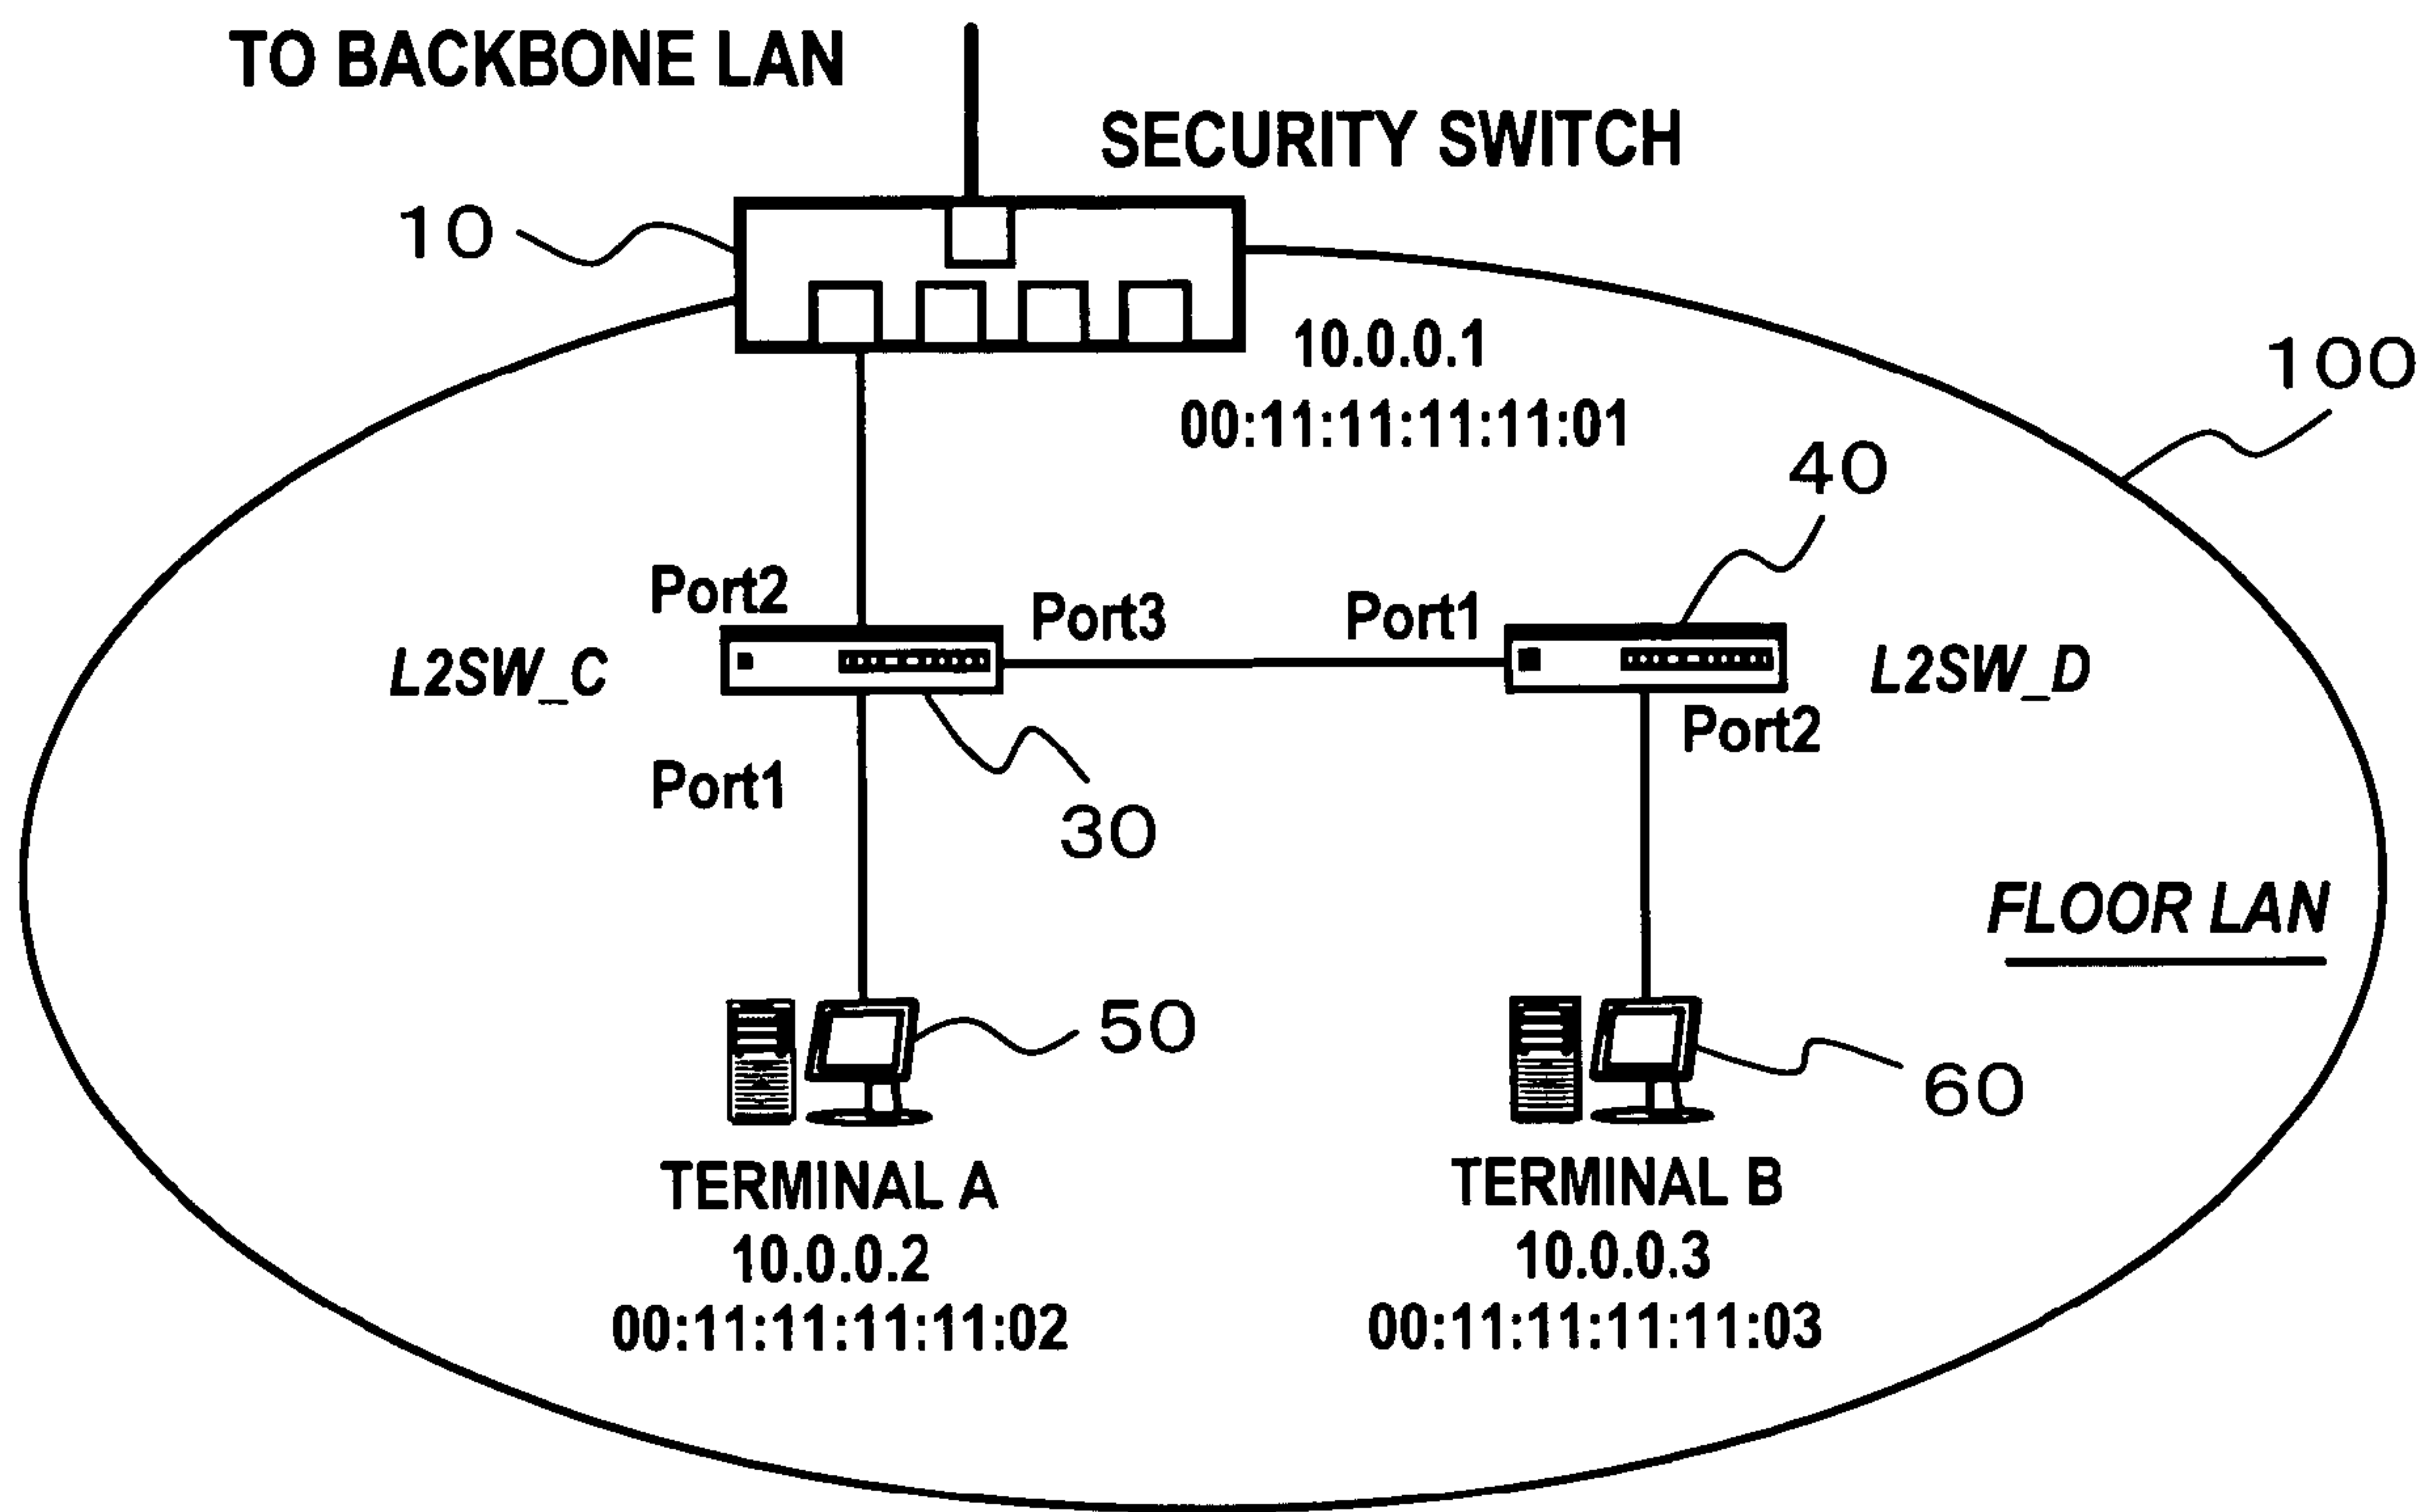 TO BACKBONE LAN
SECURITY SWITCH
10
10.0.0.1
00:11:11:11:11:01
100
40
Port2
Port3
Port1
L2SW_C
L2SW_D
Port2
Port1
30
FLOOR LAN
50
60
TERMINAL A
10.0.0.2
00:11:11:11:11:02
TERMINAL B
10.0.0.3
00:11:11:11:11:03